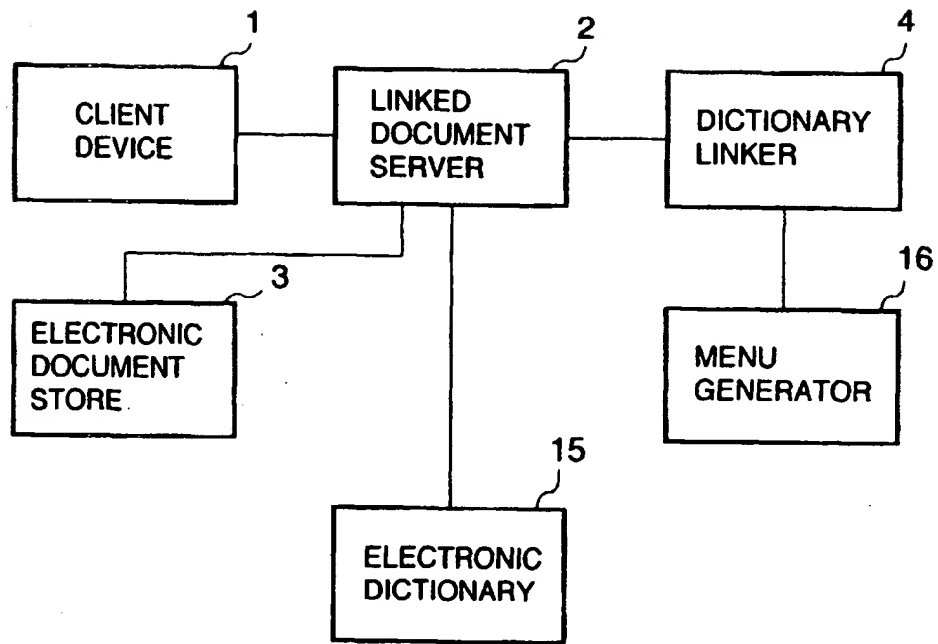 1
CLIENT
DEVICE
2
LINKED
DOCUMENT
SERVER
4
DICTIONARY
LINKER
3
ELECTRONIC
DOCUMENT
STORE
16
MENU
GENERATOR
15
ELECTRONIC
DICTIONARY